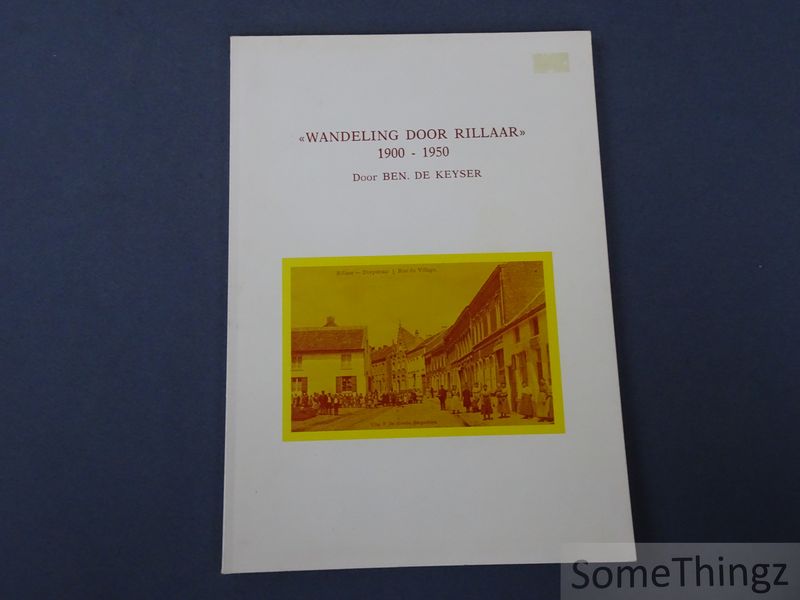 «WANDELING DOOR RILLAAR»
1900 - 1950
Door BEN. DE KEYSER
Rillaer — Dorpstraat Rue du Village.
SomeThingz